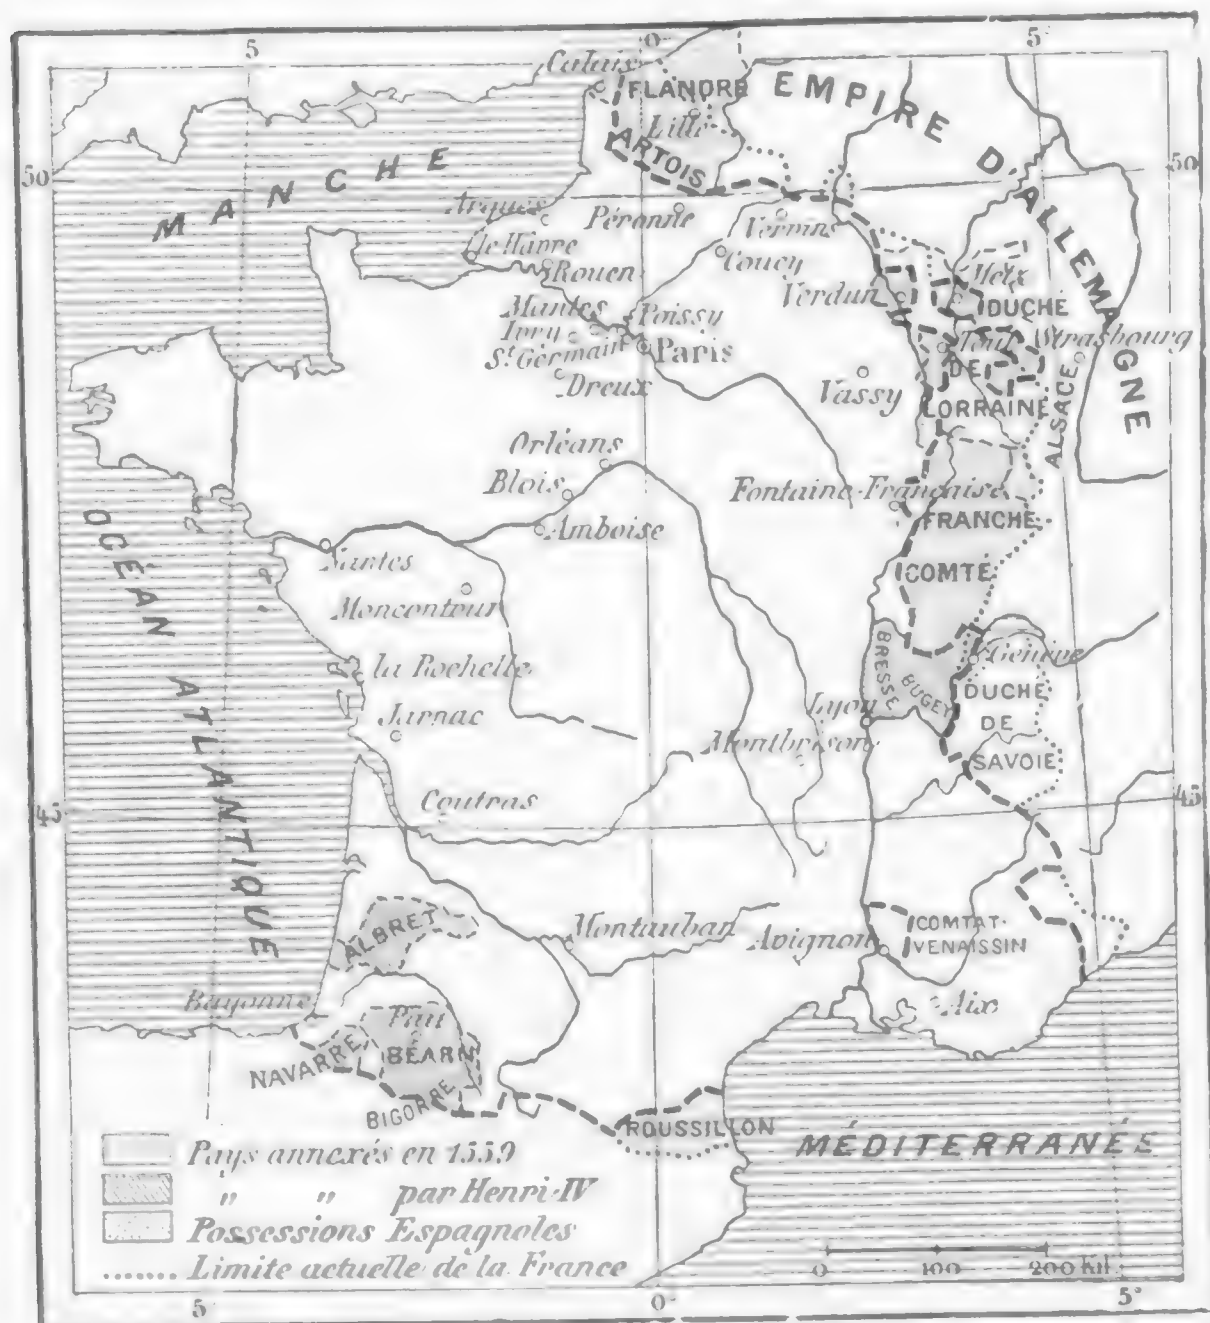 5
0
5
Calais
FLANDRE
EMPIRE D'ALLEMAGNE
Lille
ARTOIS
50
50
MANCHE
Arques
Péronne
Vervins
le Havre
Rouen
Coucy
Verdun
Metz
DUCHÉ
Mantes
Poissy
Ivry
St Germain
Paris
Toul
Strasbourg
DE
Dreux
Vassy
LORRAINE
ALSACE
Orléans
Blois
Fontaine-Française
Amboise
FRANCHE
OCÉAN ATLANTIQUE
Nantes
COMTÉ
Moncontour
BRESSE
Genève
la Rochelle
BUGEY
DUCHÉ
Jarnac
Lyon
DE
Montbrison
SAVOIE
45
Coutras
45
ALBRET
Montauban
Avignon
COMTAT-
VENAISSIN
Bayonne
Aix
Pau
NAVARRE
BÉARN
BIGORRE
ROUSSILLON
MÉDITERRANÉE
Pays annexés en 1559
" " par Henri-IV
Possessions Espagnoles
Limite actuelle de la France
0 100 200 Kil.
5
0
5°